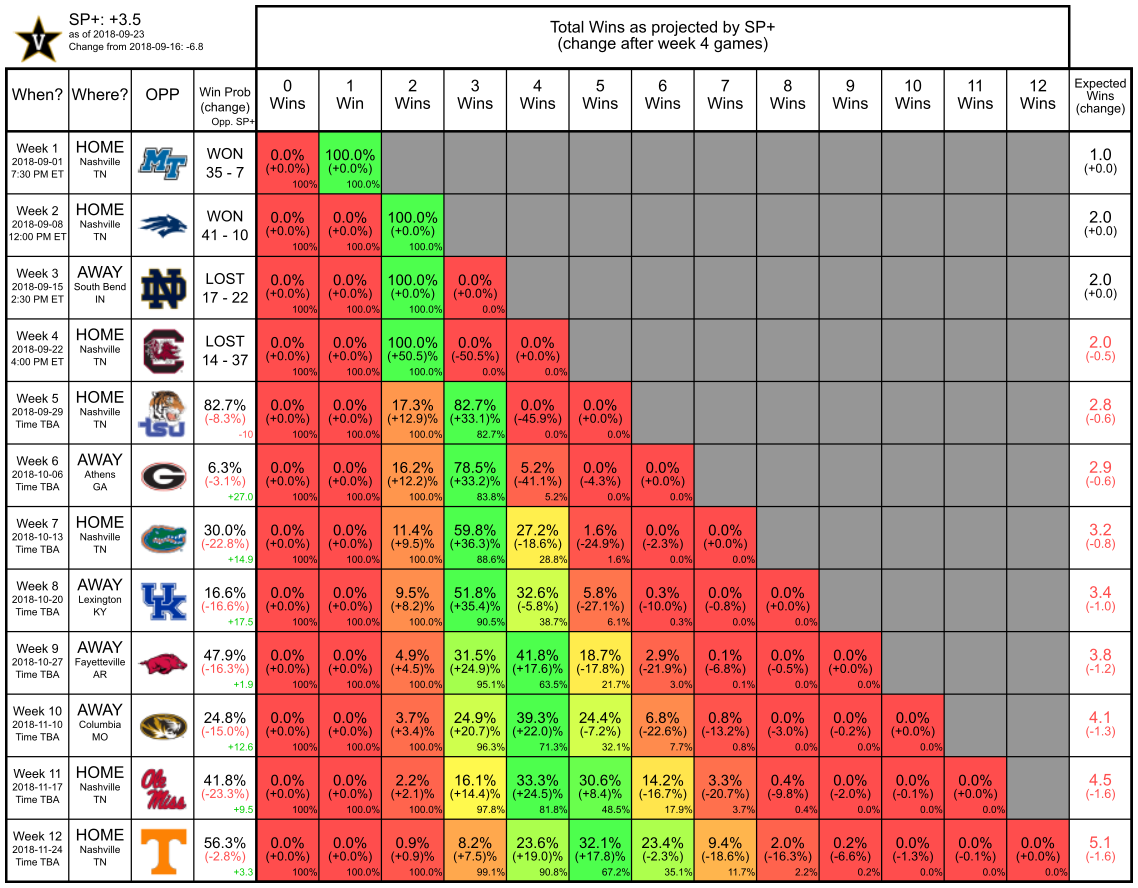 SP+: +3.5
as of 2018-09-23
Change from 2018-09-16: -6.8
V
Total Wins as projected by SP+
(change after week 4 games)
When? Where? OPP Win Prob (change) Opp. SP+ 0 Wins 1 Win 2 Wins 3 Wins 4 Wins 5 Wins 6 Wins 7 Wins 8 Wins 9 Wins 10 Wins 11 Wins 12 Wins Expected Wins (change)
Week 1 HOME MT WON 0.0% 100.0% 1.0
2018-09-01 Nashville 35 - 7 (+0.0%) (+0.0%) (+0.0)
7:30 PM ET TN 100% 100.0%
Week 2 HOME WON 0.0% 0.0% 100.0% 2.0
2018-09-08 Nashville 41 - 10 (+0.0%) (+0.0%) (+0.0%) (+0.0)
12:00 PM ET TN 100% 100.0% 100.0%
Week 3 AWAY ND LOST 0.0% 0.0% 100.0% 0.0% 2.0
2018-09-15 South Bend 17 - 22 (+0.0%) (+0.0%) (+0.0%) (+0.0%) (+0.0)
2:30 PM ET IN 100% 100.0% 100.0% 0.0%
Week 4 HOME C LOST 0.0% 0.0% 100.0% 0.0% 0.0% 2.0
2018-09-22 Nashville 14 - 37 (+0.0%) (+0.0%) (+50.5)% (-50.5%) (+0.0%) (-0.5)
4:00 PM ET TN 100% 100.0% 100.0% 0.0% 0.0%
Week 5 HOME TSU 82.7% 0.0% 0.0% 17.3% 82.7% 0.0% 0.0% 2.8
2018-09-29 Nashville (-8.3%) (+0.0%) (+0.0%) (+12.9)% (+33.1)% (-45.9%) (+0.0%) (-0.6)
Time TBA TN -10 100% 100.0% 100.0% 82.7% 0.0% 0.0%
Week 6 AWAY G 6.3% 0.0% 0.0% 16.2% 78.5% 5.2% 0.0% 0.0% 2.9
2018-10-06 Athens (-3.1%) (+0.0%) (+0.0%) (+12.2)% (+33.2)% (-41.1%) (-4.3%) (+0.0%) (-0.6)
Time TBA GA +27.0 100% 100.0% 100.0% 83.8% 5.2% 0.0% 0.0%
Week 7 HOME 30.0% 0.0% 0.0% 11.4% 59.8% 27.2% 1.6% 0.0% 0.0% 3.2
2018-10-13 Nashville (-22.8%) (+0.0%) (+0.0%) (+9.5)% (+36.3)% (-18.6%) (-24.9%) (-2.3%) (+0.0%) (-0.8)
Time TBA TN +14.9 100% 100.0% 100.0% 88.6% 28.8% 1.6% 0.0% 0.0%
Week 8 AWAY UK 16.6% 0.0% 0.0% 9.5% 51.8% 32.6% 5.8% 0.3% 0.0% 0.0% 3.4
2018-10-20 Lexington (-16.6%) (+0.0%) (+0.0%) (+8.2)% (+35.4)% (-5.8%) (-27.1%) (-10.0%) (-0.8%) (+0.0%) (-1.0)
Time TBA KY +17.5 100% 100.0% 100.0% 90.5% 38.7% 6.1% 0.3% 0.0% 0.0%
Week 9 AWAY 47.9% 0.0% 0.0% 4.9% 31.5% 41.8% 18.7% 2.9% 0.1% 0.0% 0.0% 3.8
2018-10-27 Fayetteville (-16.3%) (+0.0%) (+0.0%) (+4.5)% (+24.9)% (+17.6)% (-17.8%) (-21.9%) (-6.8%) (-0.5%) (+0.0%) (-1.2)
Time TBA AR +1.9 100% 100.0% 100.0% 95.1% 63.5% 21.7% 3.0% 0.1% 0.0% 0.0%
Week 10 AWAY 24.8% 0.0% 0.0% 3.7% 24.9% 39.3% 24.4% 6.8% 0.8% 0.0% 0.0% 0.0% 4.1
2018-11-10 Columbia (-15.0%) (+0.0%) (+0.0%) (+3.4)% (+20.7)% (+22.0)% (-7.2%) (-22.6%) (-13.2%) (-3.0%) (-0.2%) (+0.0%) (-1.3)
Time TBA MO +12.6 100% 100.0% 100.0% 96.3% 71.3% 32.1% 7.7% 0.8% 0.0% 0.0% 0.0%
Week 11 HOME Ole Miss 41.8% 0.0% 0.0% 2.2% 16.1% 33.3% 30.6% 14.2% 3.3% 0.4% 0.0% 0.0% 0.0% 4.5
2018-11-17 Nashville (-23.3%) (+0.0%) (+0.0%) (+2.1)% (+14.4)% (+24.5)% (+8.4)% (-16.7%) (-20.7%) (-9.8%) (-2.0%) (-0.1%) (+0.0%) (-1.6)
Time TBA TN +9.5 100% 100.0% 100.0% 97.8% 81.8% 48.5% 17.9% 3.7% 0.4% 0.0% 0.0% 0.0%
Week 12 HOME T 56.3% 0.0% 0.0% 0.9% 8.2% 23.6% 32.1% 23.4% 9.4% 2.0% 0.2% 0.0% 0.0% 0.0% 5.1
2018-11-24 Nashville (-2.8%) (+0.0%) (+0.0%) (+0.9)% (+7.5)% (+19.0)% (+17.8)% (-2.3%) (-18.6%) (-16.3%) (-6.6%) (-1.3%) (-0.1%) (+0.0%) (-1.6)
Time TBA TN +3.3 100% 100.0% 100.0% 99.1% 90.8% 67.2% 35.1% 11.7% 2.2% 0.2% 0.0% 0.0% 0.0%